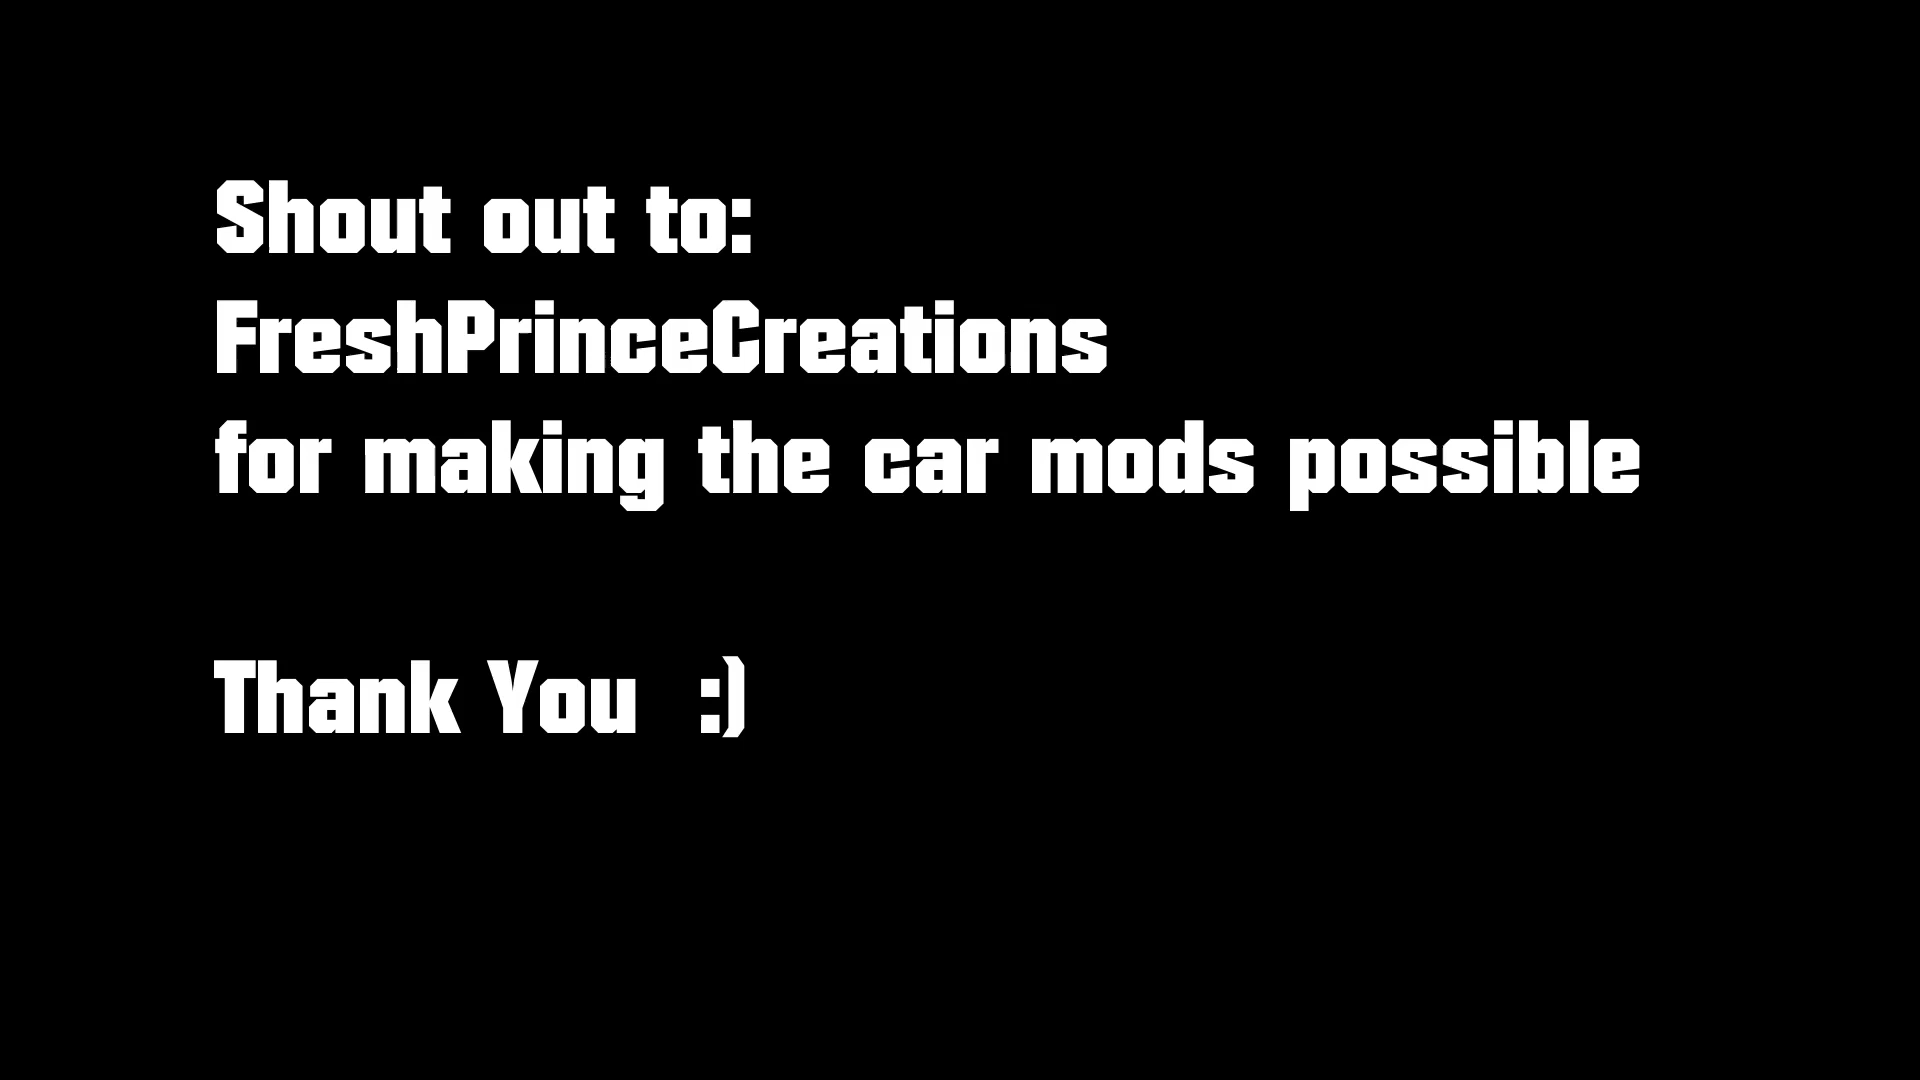 Shout out to:
FreshPrinceCreations
for making the car mods possible
Thank You  :)